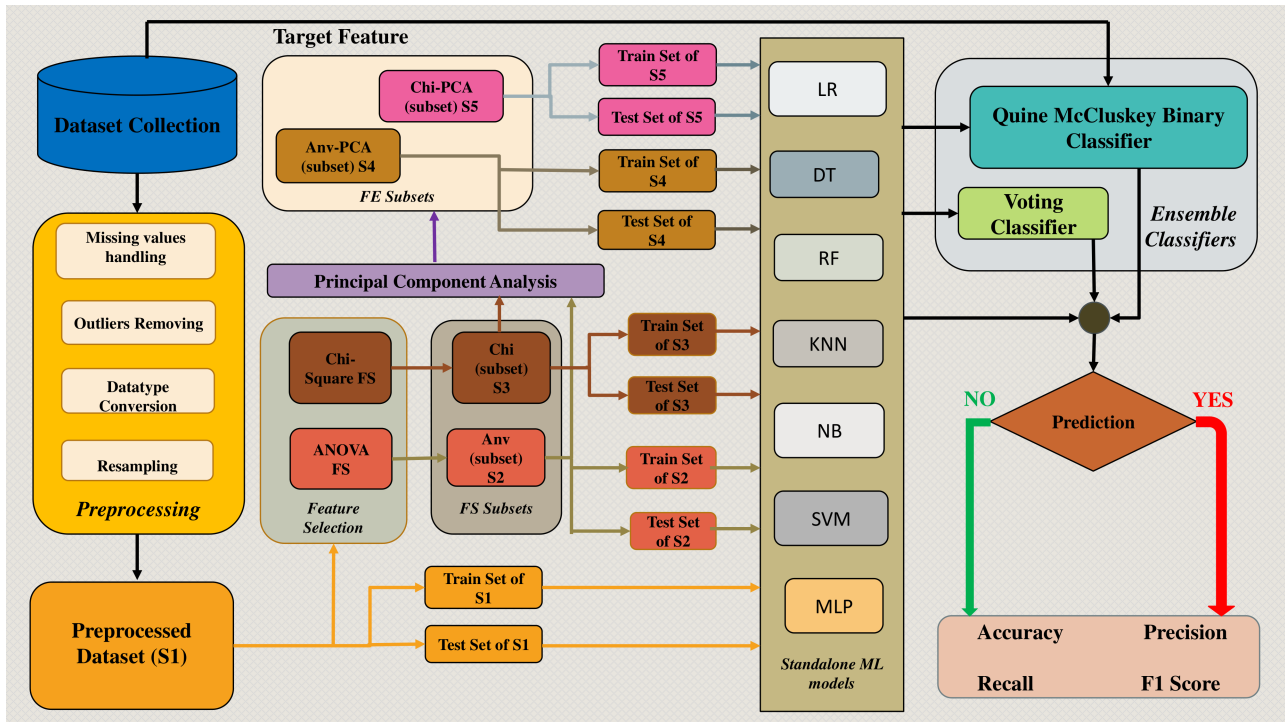 Target Feature
Dataset Collection
Missing values
handling
Outliers Removing
Datatype
Conversion
Resampling
Preprocessing
Preprocessed
Dataset (S1)
Chi-PCA
(subset) S5
Anv-PCA
(subset) S4
FE Subsets
Principal Component Analysis
Chi-
Square FS
ANOVA
FS
Feature
Selection
Chi
(subset)
S3
Anv
(subset)
S2
FS Subsets
Train Set of
S5
Test Set of S5
Train Set of
S4
Test Set of
S4
Train Set
of S3
Test Set
of S3
Train Set
of S2
Test Set
of S2
Train Set of
S1
Test Set of S1
LR
DT
RF
KNN
NB
SVM
MLP
Standalone ML
models
Quine McCluskey Binary
Classifier
Voting
Classifier
Ensemble
Classifiers
NO
YES
Prediction
Accuracy
Precision
Recall
F1 Score